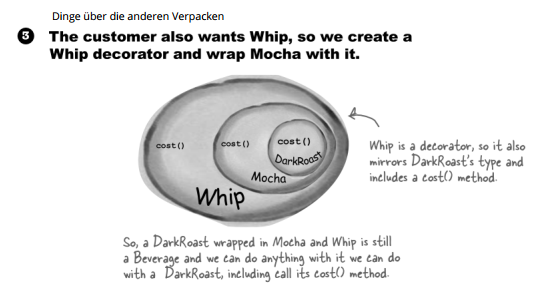 Dinge über die anderen Verpacken
3 The customer also wants Whip, so we create a
Whip decorator and wrap Mocha with it.
cost()
cost()
cost()
DarkRoast
Mocha
Whip
Whip is a decorator, so it also
mirrors DarkRoast's type and
includes a cost() method.
So, a DarkRoast wrapped in Mocha and Whip is still
a Beverage and we can do anything with it we can do
with a DarkRoast, including call its cost() method.